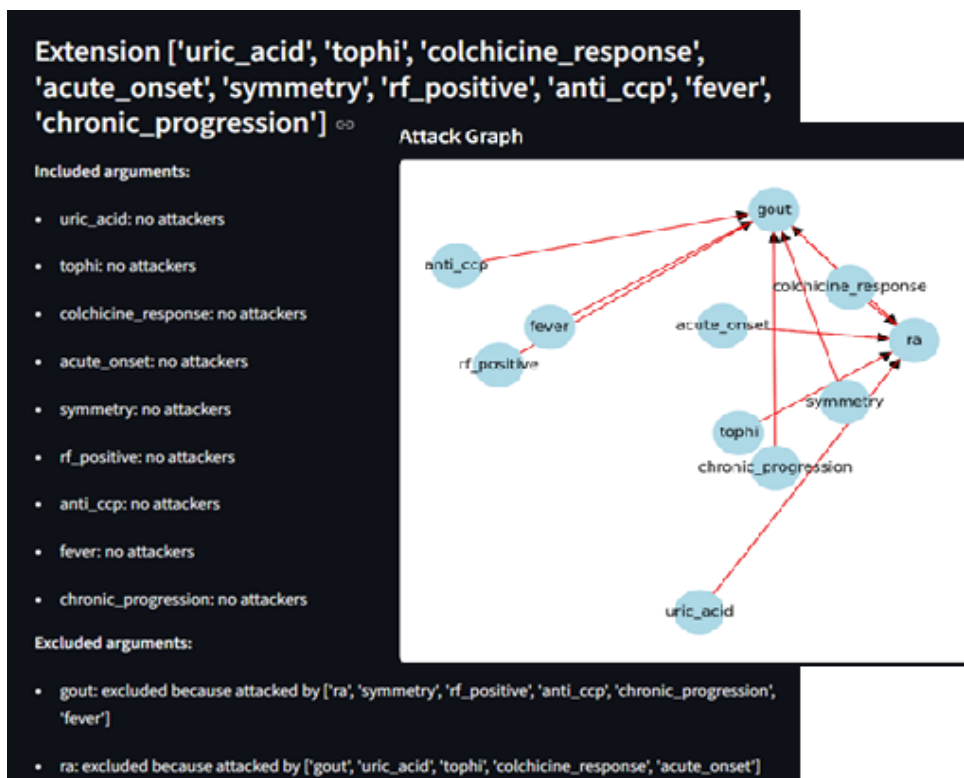 Extension ['uric_acid', 'tophi', 'colchicine_response',
'acute_onset', 'symmetry', 'rf_positive', 'anti_ccp', 'fever',
'chronic_progression']
Included arguments:
• uric_acid: no attackers
• tophi: no attackers
• colchicine_response: no attackers
• acute_onset: no attackers
• symmetry: no attackers
• rf_positive: no attackers
• anti_ccp: no attackers
• fever: no attackers
• chronic_progression: no attackers
Excluded arguments:
• gout: excluded because attacked by ['ra', 'symmetry', 'rf_positive', 'anti_ccp', 'chronic_progression',
'fever']
• ra: excluded because attacked by ['gout', 'uric_acid', 'tophi', 'colchicine_response', 'acute_onset']
Attack Graph
gout
anti_ccp
colchicine_response
fever
acute_onset
ra
rf_positive
symmetry
tophi
chronic_progression
uric_acid